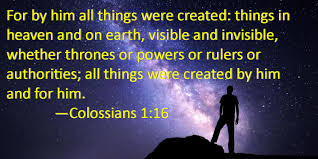 For by him all things were created: things in
heaven and on earth, visible and invisible,
whether thrones or powers or rulers or
authorities; all things were created by him
and for him.
—Colossians 1:16